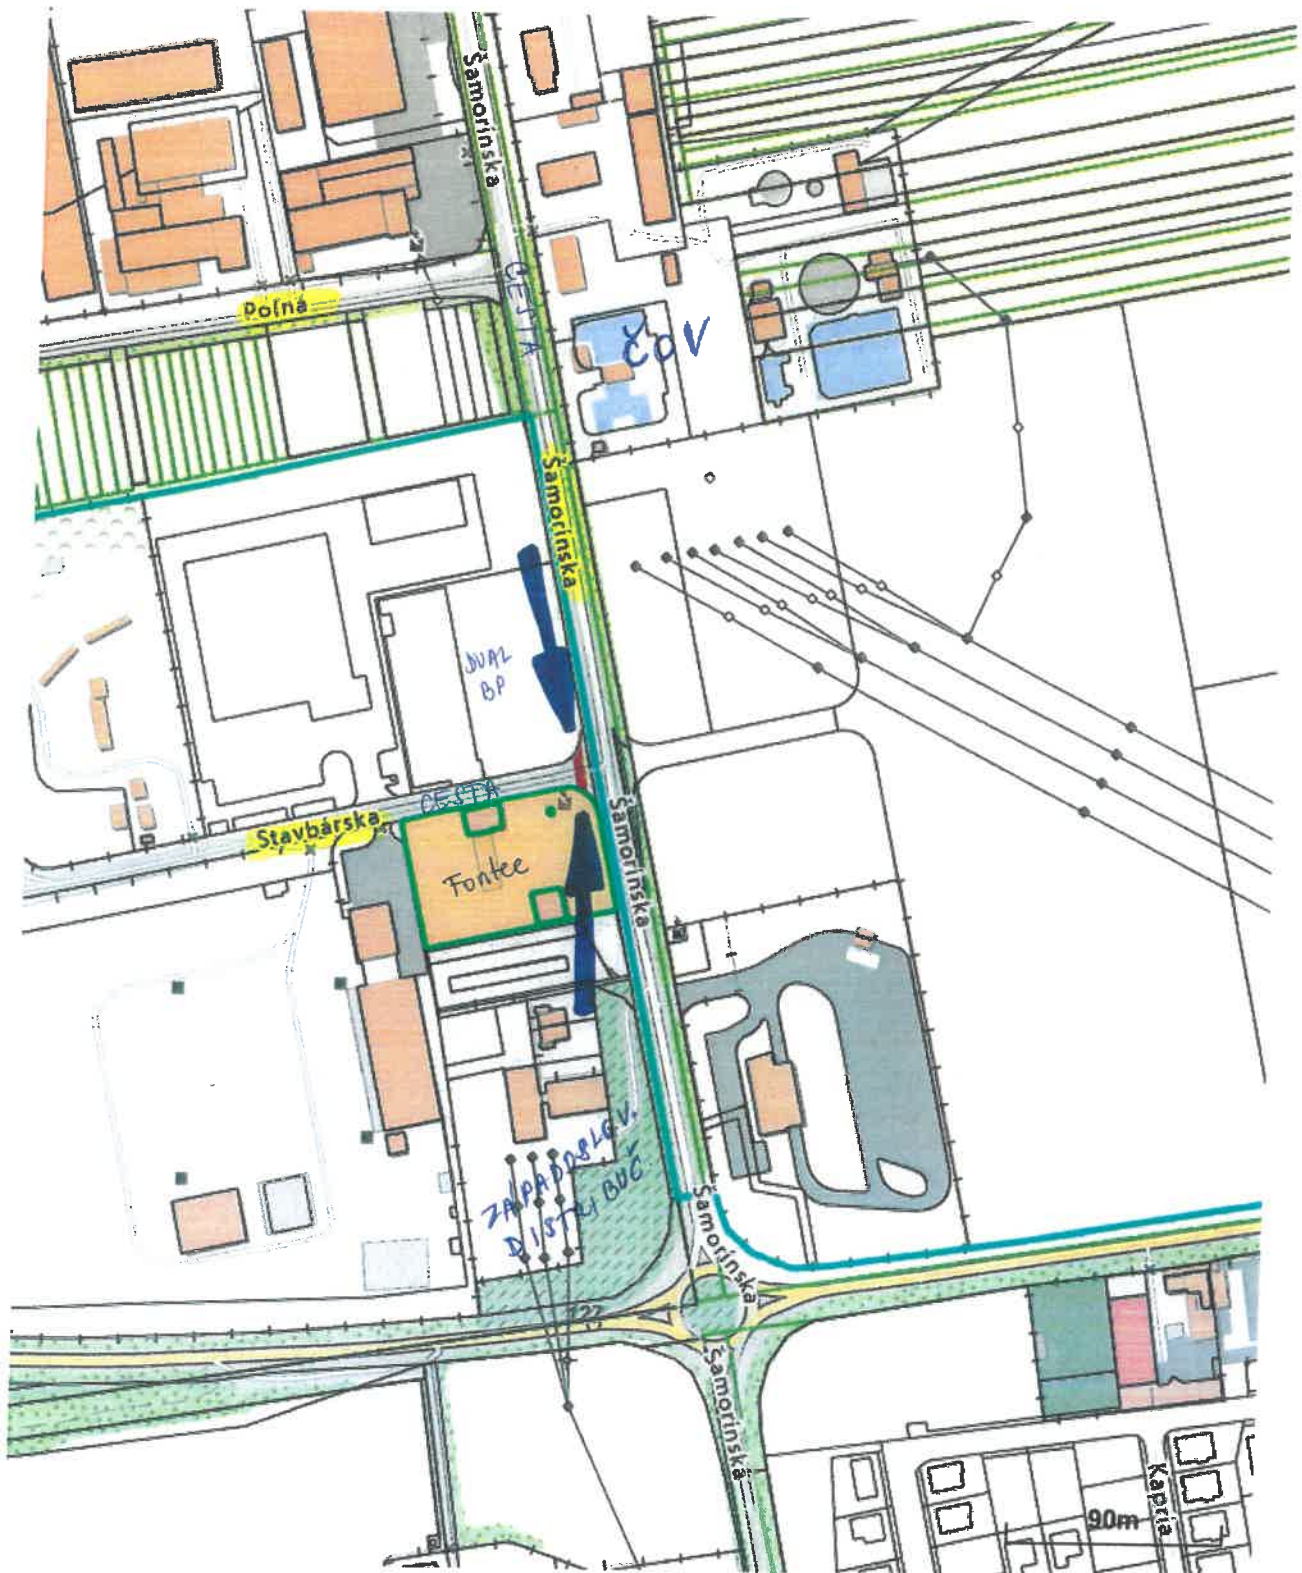 Šamorínska
CESTA
Poľná
ČOV
Šamorínska
DUAL
BP
CESTA
Stavbárska
Šamorínska
Fontee
ZÁPADOSLOV.
DISTRIBUČ
Šamorínska
Šamorínska
Kapria
90m